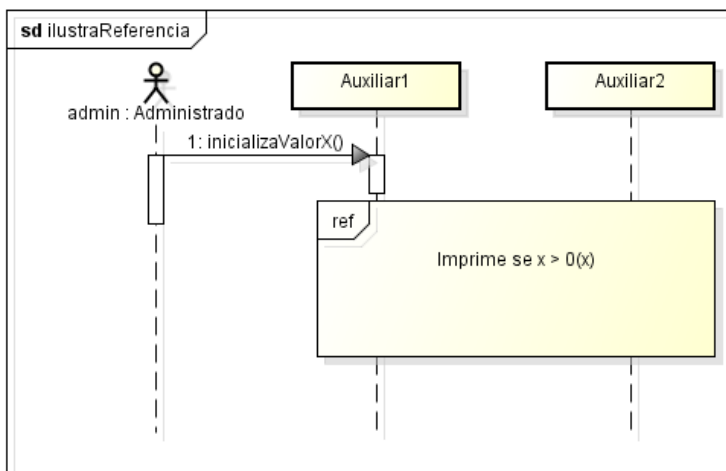 sd ilustraReferencia
Auxiliar1
Auxiliar2
admin : Administrado
1: inicializaValorX()
ref
Imprime se x > 0(x)